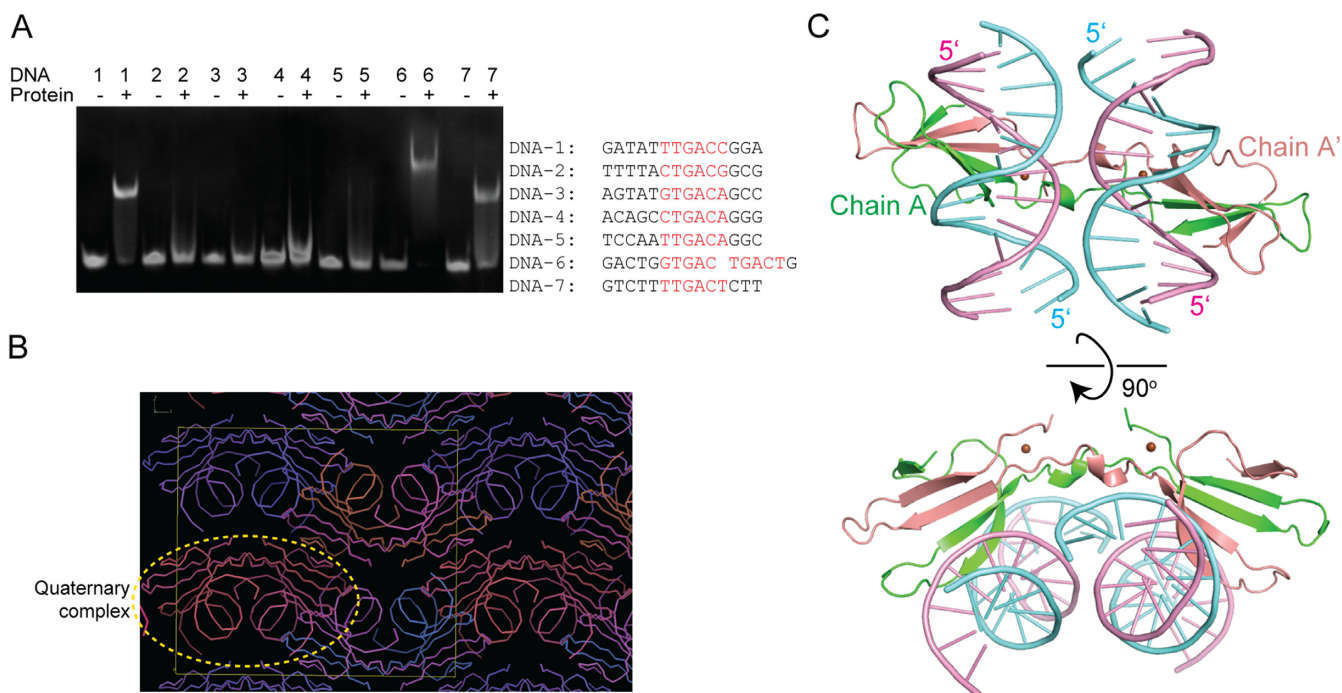 A
DNA 1 1 2 2 3 3 4 4 5 5 6 6 7 7
Protein - + - + - + - + - + - + - +
DNA-1: GATATTTGACCGGA
DNA-2: TTTTACTGACGGCG
DNA-3: AGTATGTGACAGCC
DNA-4: ACAGCCTGACAGGG
DNA-5: TCCAATTGACAGGC
DNA-6: GACTGGTGAC TGACTG
DNA-7: GTCTTTTGACTCTT
B
Quaternary
complex
C
5‘
5‘
Chain A’
Chain A
5‘
5‘
90°